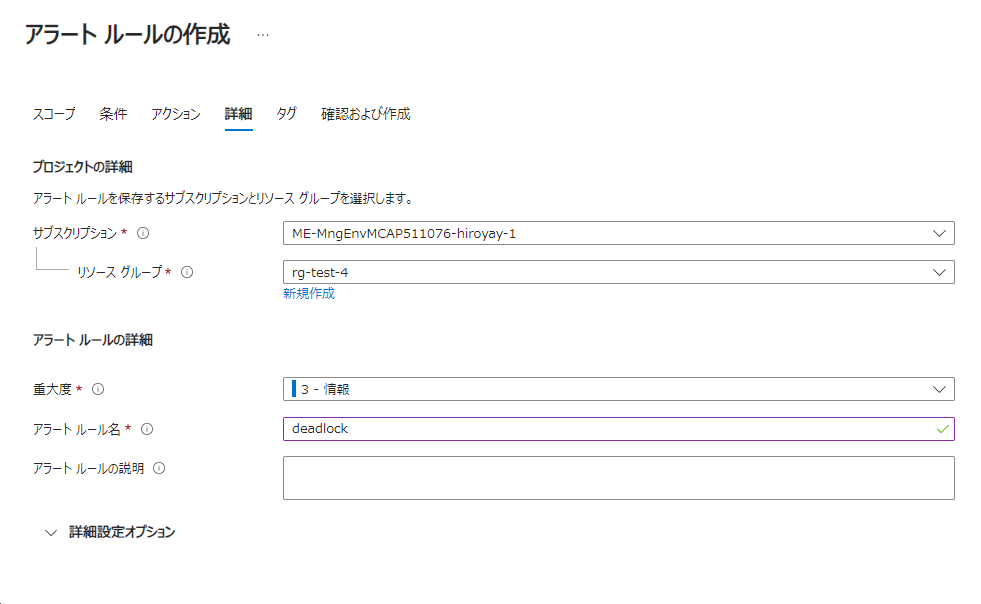 アラート ルールの作成 ...
スコープ 条件 アクション 詳細 タグ 確認および作成
プロジェクトの詳細
アラート ルールを保存するサブスクリプションとリソース グループを選択します。
サブスクリプション * ME-MngEnvMCAP511076-hiroyay-1
リソース グループ * rg-test-4
新規作成
アラート ルールの詳細
重大度 * 3 - 情報
アラート ルール名 * deadlock
アラート ルールの説明
詳細設定オプション